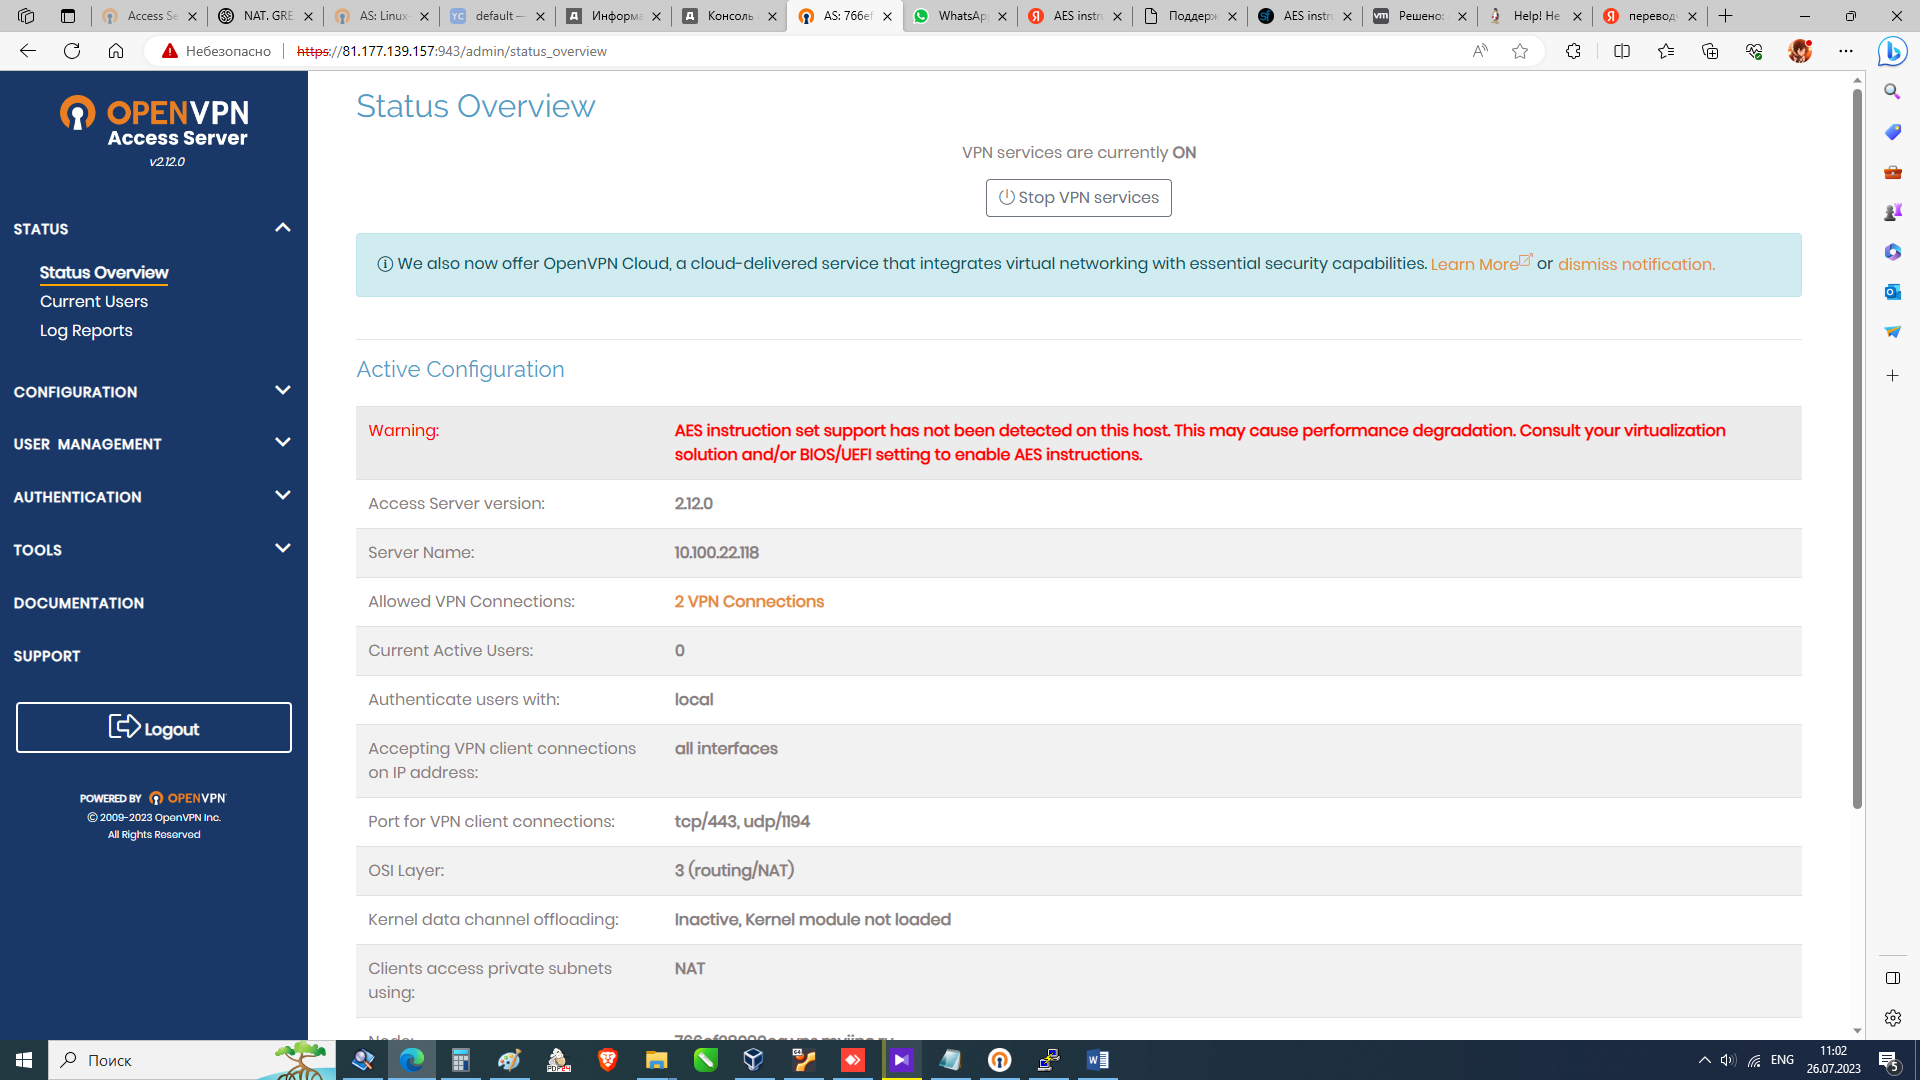 Access Se
NAT. GRE
AS: Linux-
default —
Информа
Консоль
AS: 766ef
WhatsApp
AES instru
Поддерж
AES instru
Решено:
Help! He
перевод
Небезопасно
https://81.177.139.157:943/admin/status_overview
OPENVPN
Access Server
v2.12.0
STATUS
Status Overview
Current Users
Log Reports
CONFIGURATION
USER MANAGEMENT
AUTHENTICATION
TOOLS
DOCUMENTATION
SUPPORT
Logout
POWERED BY OPENVPN
© 2009-2023 OpenVPN Inc.
All Rights Reserved
Status Overview
VPN services are currently ON
Stop VPN services
We also now offer OpenVPN Cloud, a cloud-delivered service that integrates virtual networking with essential security capabilities. Learn More or dismiss notification.
Active Configuration
Warning:
AES instruction set support has not been detected on this host. This may cause performance degradation. Consult your virtualization
solution and/or BIOS/UEFI setting to enable AES instructions.
Access Server version:
2.12.0
Server Name:
10.100.22.118
Allowed VPN Connections:
2 VPN Connections
Current Active Users:
0
Authenticate users with:
local
Accepting VPN client connections
on IP address:
all interfaces
Port for VPN client connections:
tcp/443, udp/1194
OSI Layer:
3 (routing/NAT)
Kernel data channel offloading:
Inactive, Kernel module not loaded
Clients access private subnets
using:
NAT
Node:
Поиск
ENG
11:02
26.07.2023
5